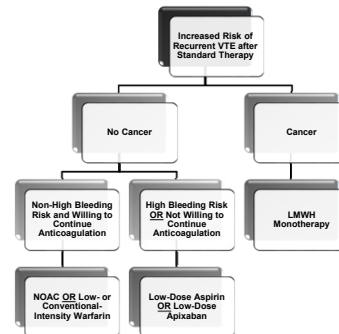 Increased Risk of
Recurrent VTE after
Standard Therapy
No Cancer
Cancer
Non-High Bleeding
Risk and Willing to
Continue
Anticoagulation
High Bleeding Risk
OR Not Willing to
Continue
Anticoagulation
LMWH
Monotherapy
NOAC OR Low- or
Conventional-
Intensity Warfarin
Low-Dose Aspirin
OR Low-Dose
Apixaban